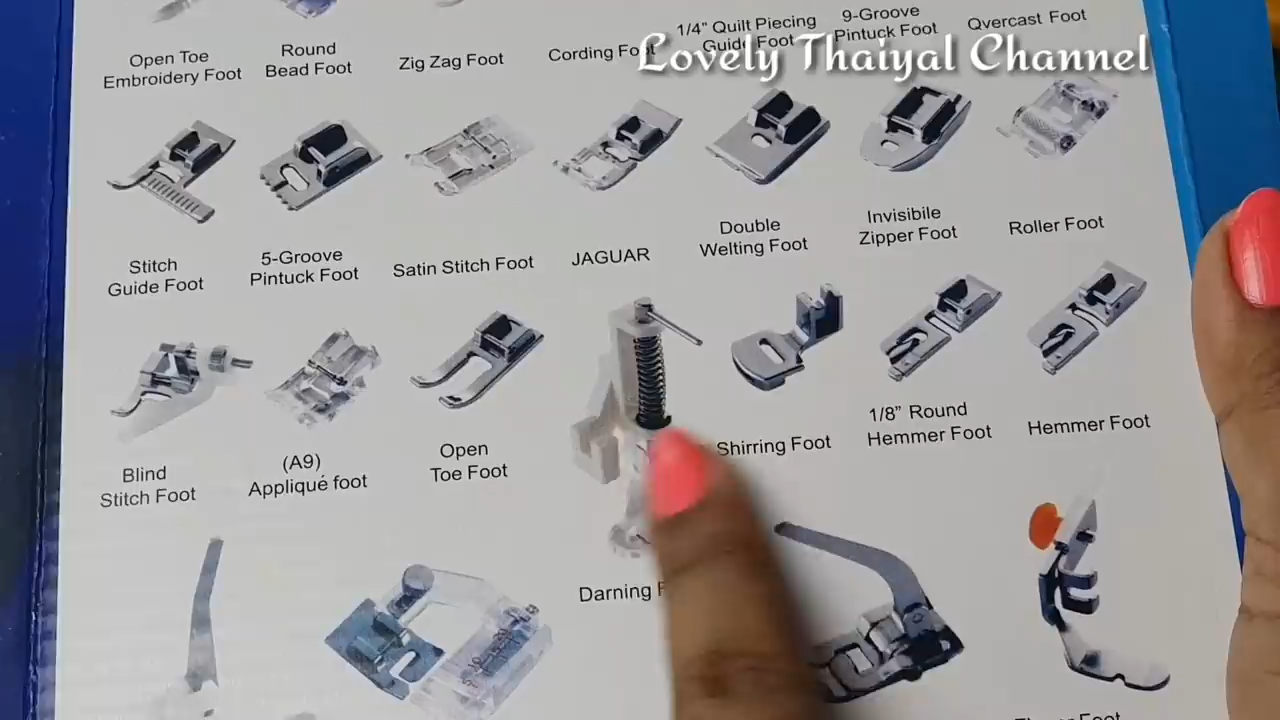 Open Toe
Embroidery Foot
Round
Bead Foot
Zig Zag Foot
Cording Foot
1/4" Quilt Piecing
Guide Foot
9-Groove
Pintuck Foot
Qvercast Foot
Lovely Thaiyal Channel
Stitch
Guide Foot
5-Groove
Pintuck Foot
Satin Stitch Foot
JAGUAR
Double
Welting Foot
Invisibile
Zipper Foot
Roller Foot
Blind
Stitch Foot
(A9)
Appliqué foot
Open
Toe Foot
Darning F
Shirring Foot
1/8" Round
Hemmer Foot
Hemmer Foot